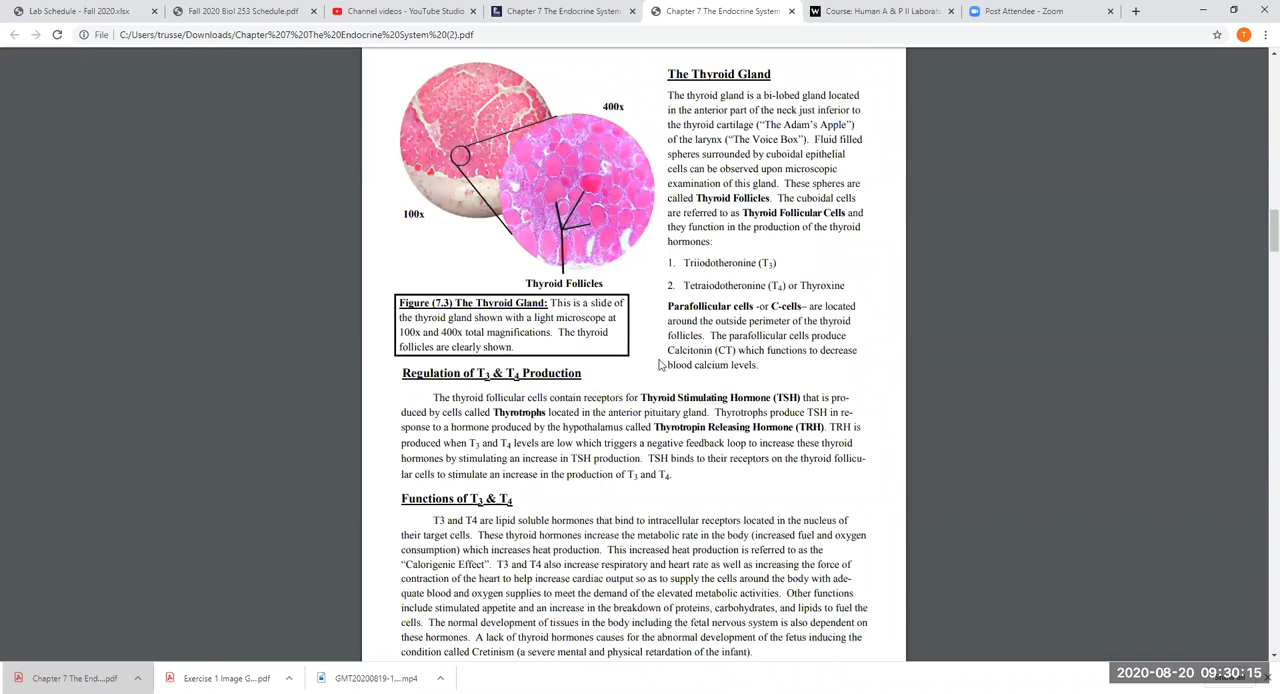 Lab Schedule - Fall 2020.xlsx
Fall 2020 Biol 253 Schedule.pdf
Channel videos - YouTube Studio
Chapter 7 The Endocrine System
Chapter 7 The Endocrine System
Course: Human A & P II Laborat
Post Attendee - Zoom
File
C:/Users/trusse/Downloads/Chapter%207%20The%20Endocrine%20System%20(2).pdf
T
400x
100x
Thyroid Follicles
Figure (7.3) The Thyroid Gland: This is a slide of
the thyroid gland shown with a light microscope at
100x and 400x total magnifications. The thyroid
follicles are clearly shown.
The Thyroid Gland
The thyroid gland is a bi-lobed gland located
in the anterior part of the neck just inferior to
the thyroid cartilage (“The Adam’s Apple”)
of the larynx (“The Voice Box”). Fluid filled
spheres surrounded by cuboidal epithelial
cells can be observed upon microscopic
examination of this gland. These spheres are
called Thyroid Follicles. The cuboidal cells
are referred to as Thyroid Follicular Cells and
they function in the production of the thyroid
hormones:
1. Triiodotheronine (T3)
2. Tetraiodotheronine (T4) or Thyroxine
Parafollicular cells -or C-cells– are located
around the outside perimeter of the thyroid
follicles. The parafollicular cells produce
Calcitonin (CT) which functions to decrease
blood calcium levels.
Regulation of T3 & T4 Production
The thyroid follicular cells contain receptors for Thyroid Stimulating Hormone (TSH) that is pro-
duced by cells called Thyrotrophs located in the anterior pituitary gland. Thyrotrophs produce TSH in re-
sponse to a hormone produced by the hypothalamus called Thyrotropin Releasing Hormone (TRH). TRH is
produced when T3 and T4 levels are low which triggers a negative feedback loop to increase these thyroid
hormones by stimulating an increase in TSH production. TSH binds to their receptors on the thyroid follicu-
lar cells to stimulate an increase in the production of T3 and T4.
Functions of T3 & T4
T3 and T4 are lipid soluble hormones that bind to intracellular receptors located in the nucleus of
their target cells. These thyroid hormones increase the metabolic rate in the body (increased fuel and oxygen
consumption) which increases heat production. This increased heat production is referred to as the
“Calorigenic Effect”. T3 and T4 also increase respiratory and heart rate as well as increasing the force of
contraction of the heart to help increase cardiac output so as to supply the cells around the body with ade-
quate blood and oxygen supplies to meet the demand of the elevated metabolic activities. Other functions
include stimulated appetite and an increase in the breakdown of proteins, carbohydrates, and lipids to fuel the
cells. The normal development of tissues in the body including the fetal nervous system is also dependent on
these hormones. A lack of thyroid hormones causes for the abnormal development of the fetus inducing the
condition called Cretinism (a severe mental and physical retardation of the infant).
Chapter 7 The End....pdf
Exercise 1 Image G....pdf
GMT20200819-1....mp4
2020-08-20 09:30:15